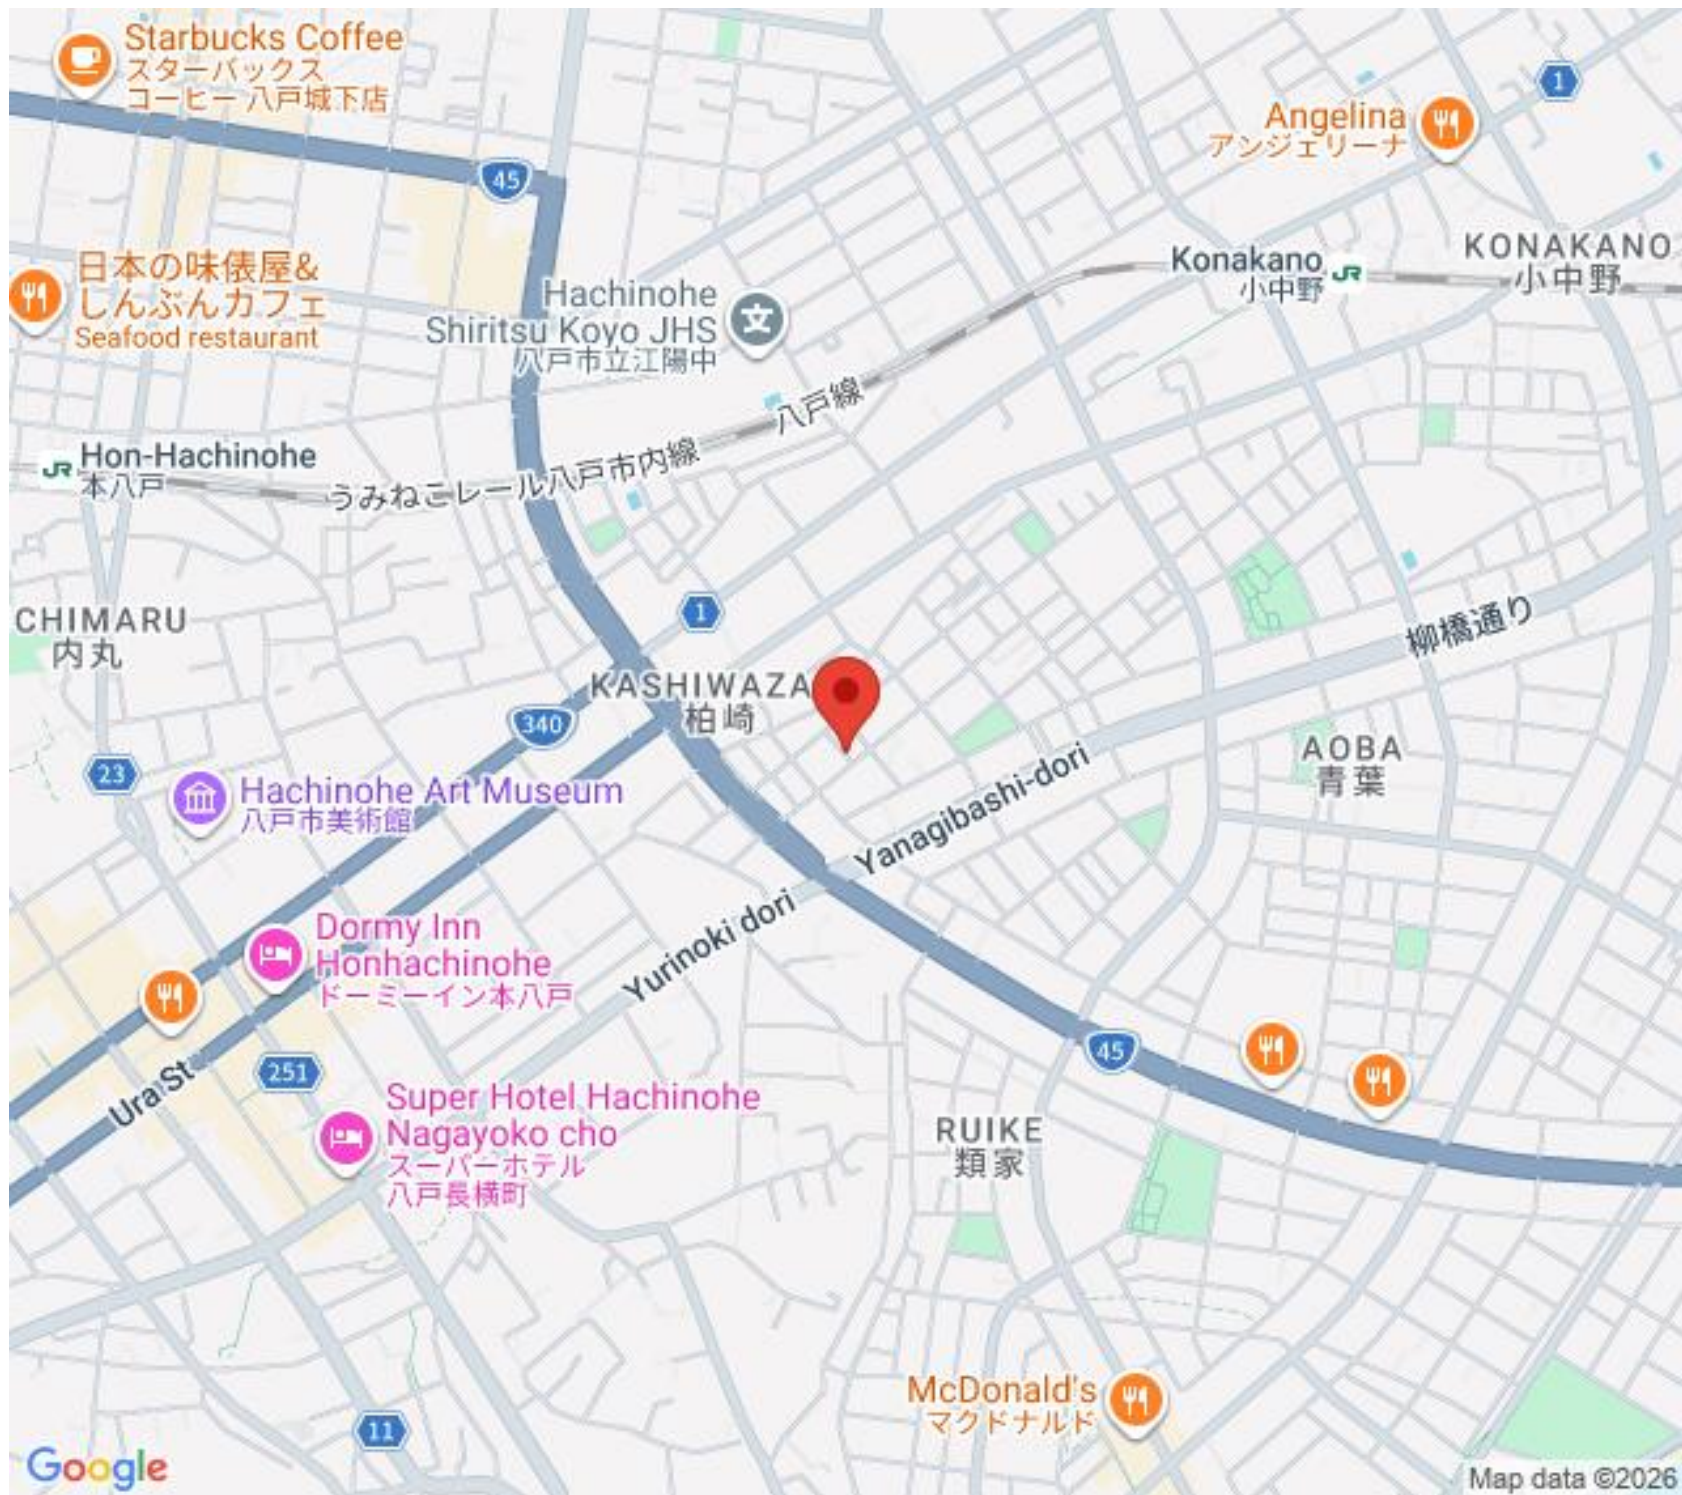 Starbucks Coffee
スターバックス
コーヒー 八戸城下店
1
Angelina
アンジェリーナ
45
日本の味俵屋&
しんぶんカフェ
Seafood restaurant
Hachinohe
Shiritsu Koyo JHS
八戸市立江陽中
文
Konakano
小中野
JR
KONAKANO
小中野
八戸線
うみねこレール八戸市内線
JR
Hon-Hachinohe
本八戸
1
CHIMARU
内丸
柳橋通り
KASHIWAZA
柏崎
340
AOBA
青葉
23
Hachinohe Art Museum
八戸市美術館
Yanagibashi-dori
Yurinoki dori
Dormy Inn
Honhachinohe
ドーミーイン本八戸
Ura St
251
45
Super Hotel Hachinohe
Nagayoko cho
スーパーホテル
八戸長横町
RUIKE
類家
McDonald's
マクドナルド
11
Google
Map data ©2026